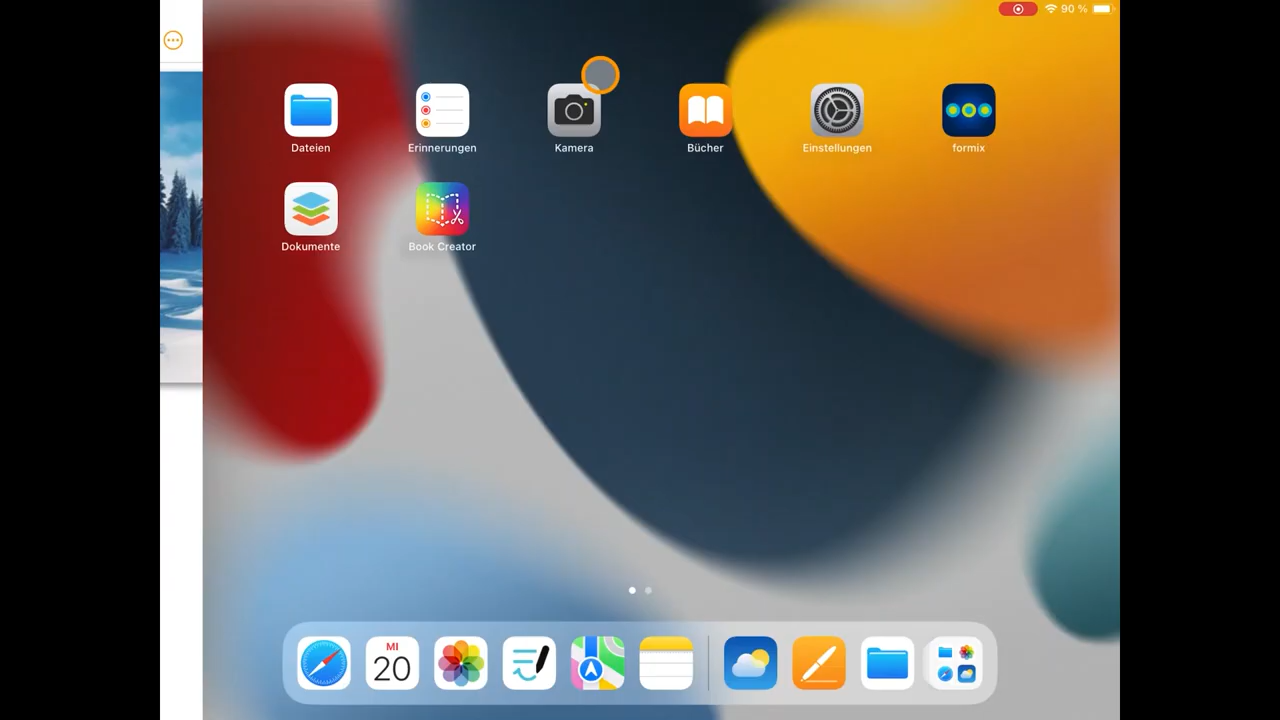 90 %
Dateien
Erinnerungen
Kamera
Bücher
Einstellungen
formix
Dokumente
Book Creator
MI
20